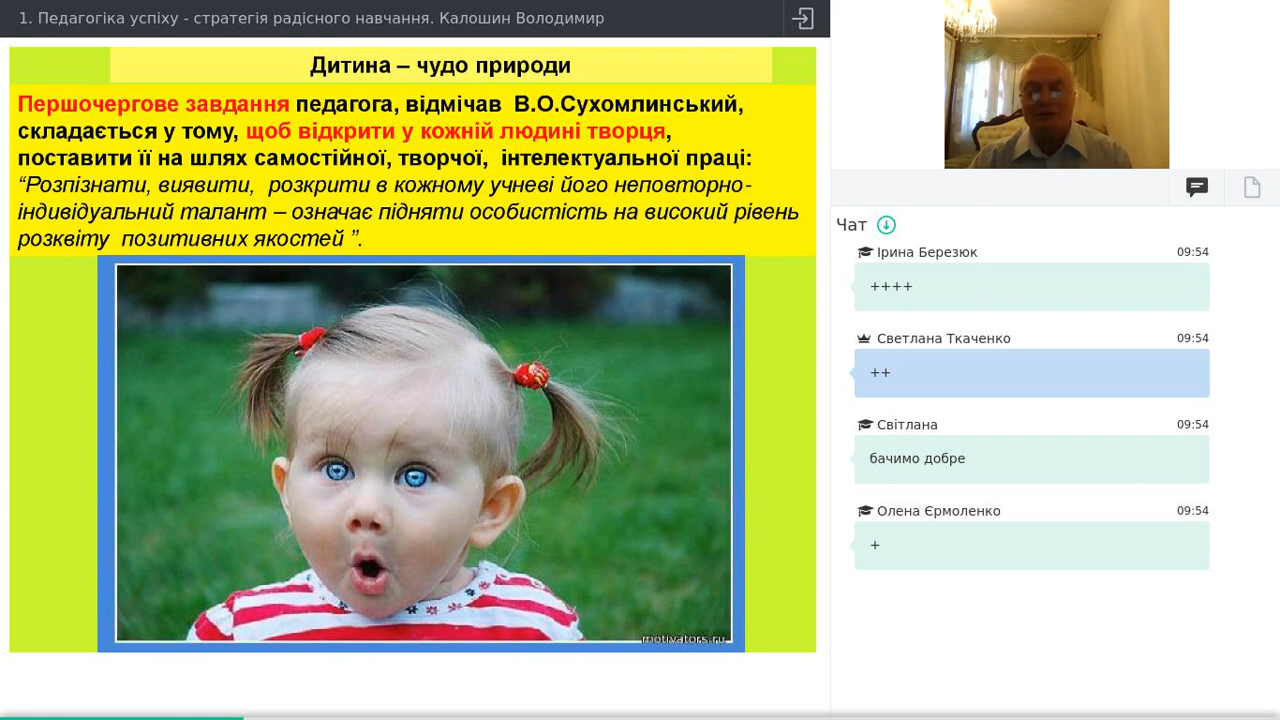 1. Педагогіка успіху - стратегія радісного навчання. Калошин Володимир
Дитина – чудо природи
Першочергове завдання педагога, відмічав В.О.Сухомлинський,
складається у тому, щоб відкрити у кожній людині творця,
поставити її на шлях самостійної, творчої, інтелектуальної праці:
“Розпізнати, виявити, розкрити в кожному учневі його неповторно-
індивідуальний талант – означає підняти особистість на високий рівень
розквіту позитивних якостей ”.
motivators.ru
Чат
Ірина Березюк 09:54
++++
Светлана Ткаченко 09:54
++
Світлана 09:54
бачимо добре
Олена Єрмоленко 09:54
+